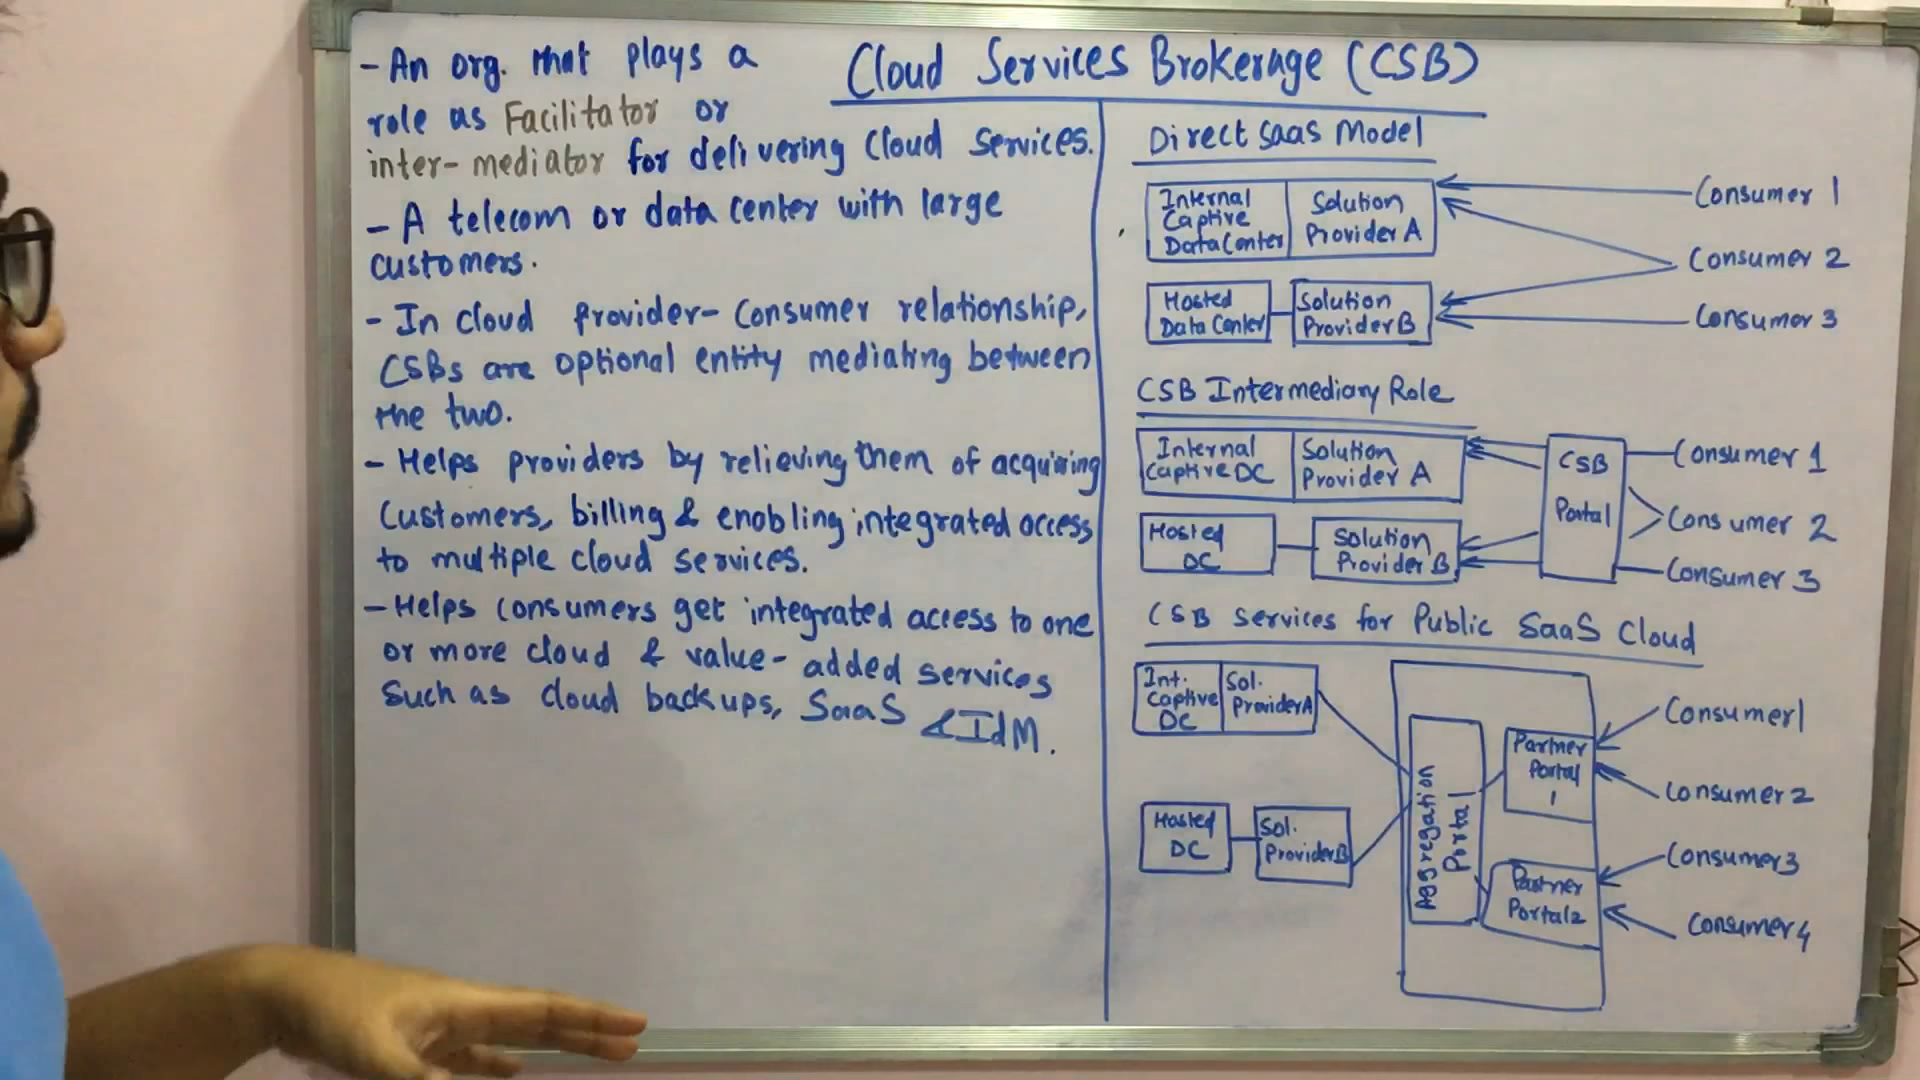 Cloud Services Brokerage (CSB)
- An org. that plays a
role as Facilitator or
inter-mediator for delivering Cloud Services.
- A telecom or data center with large
customers.
- In cloud provider-consumer relationship,
CSBs are optional entity mediating between
the two.
- Helps providers by relieving them of acquiring
customers, billing & enobling integrated access
to multiple cloud services.
- Helps consumers get integrated access to one
or more cloud & value-added services
such as cloud backups, SaaS & IdM.
Direct SaaS Model
Internal
Captive
Data Center
Solution
Provider A
Consumer 1
Consumer 2
Hosted
Data Center
Solution
Provider B
Consumer 3
CSB Intermediary Role
Internal
Captive DC
Solution
Provider A
CSB
Portal
Consumer 1
Consumer 2
Hosted
DC
Solution
Provider B
Consumer 3
CSB Services for Public SaaS Cloud
Int.
Captive
DC
Sol.
Provider A
Aggregation
Portal
Partner
Portal
1
Consumer 1
Consumer 2
Hosted
DC
Sol.
Provider B
Partner
Portal 2
Consumer 3
Consumer 4